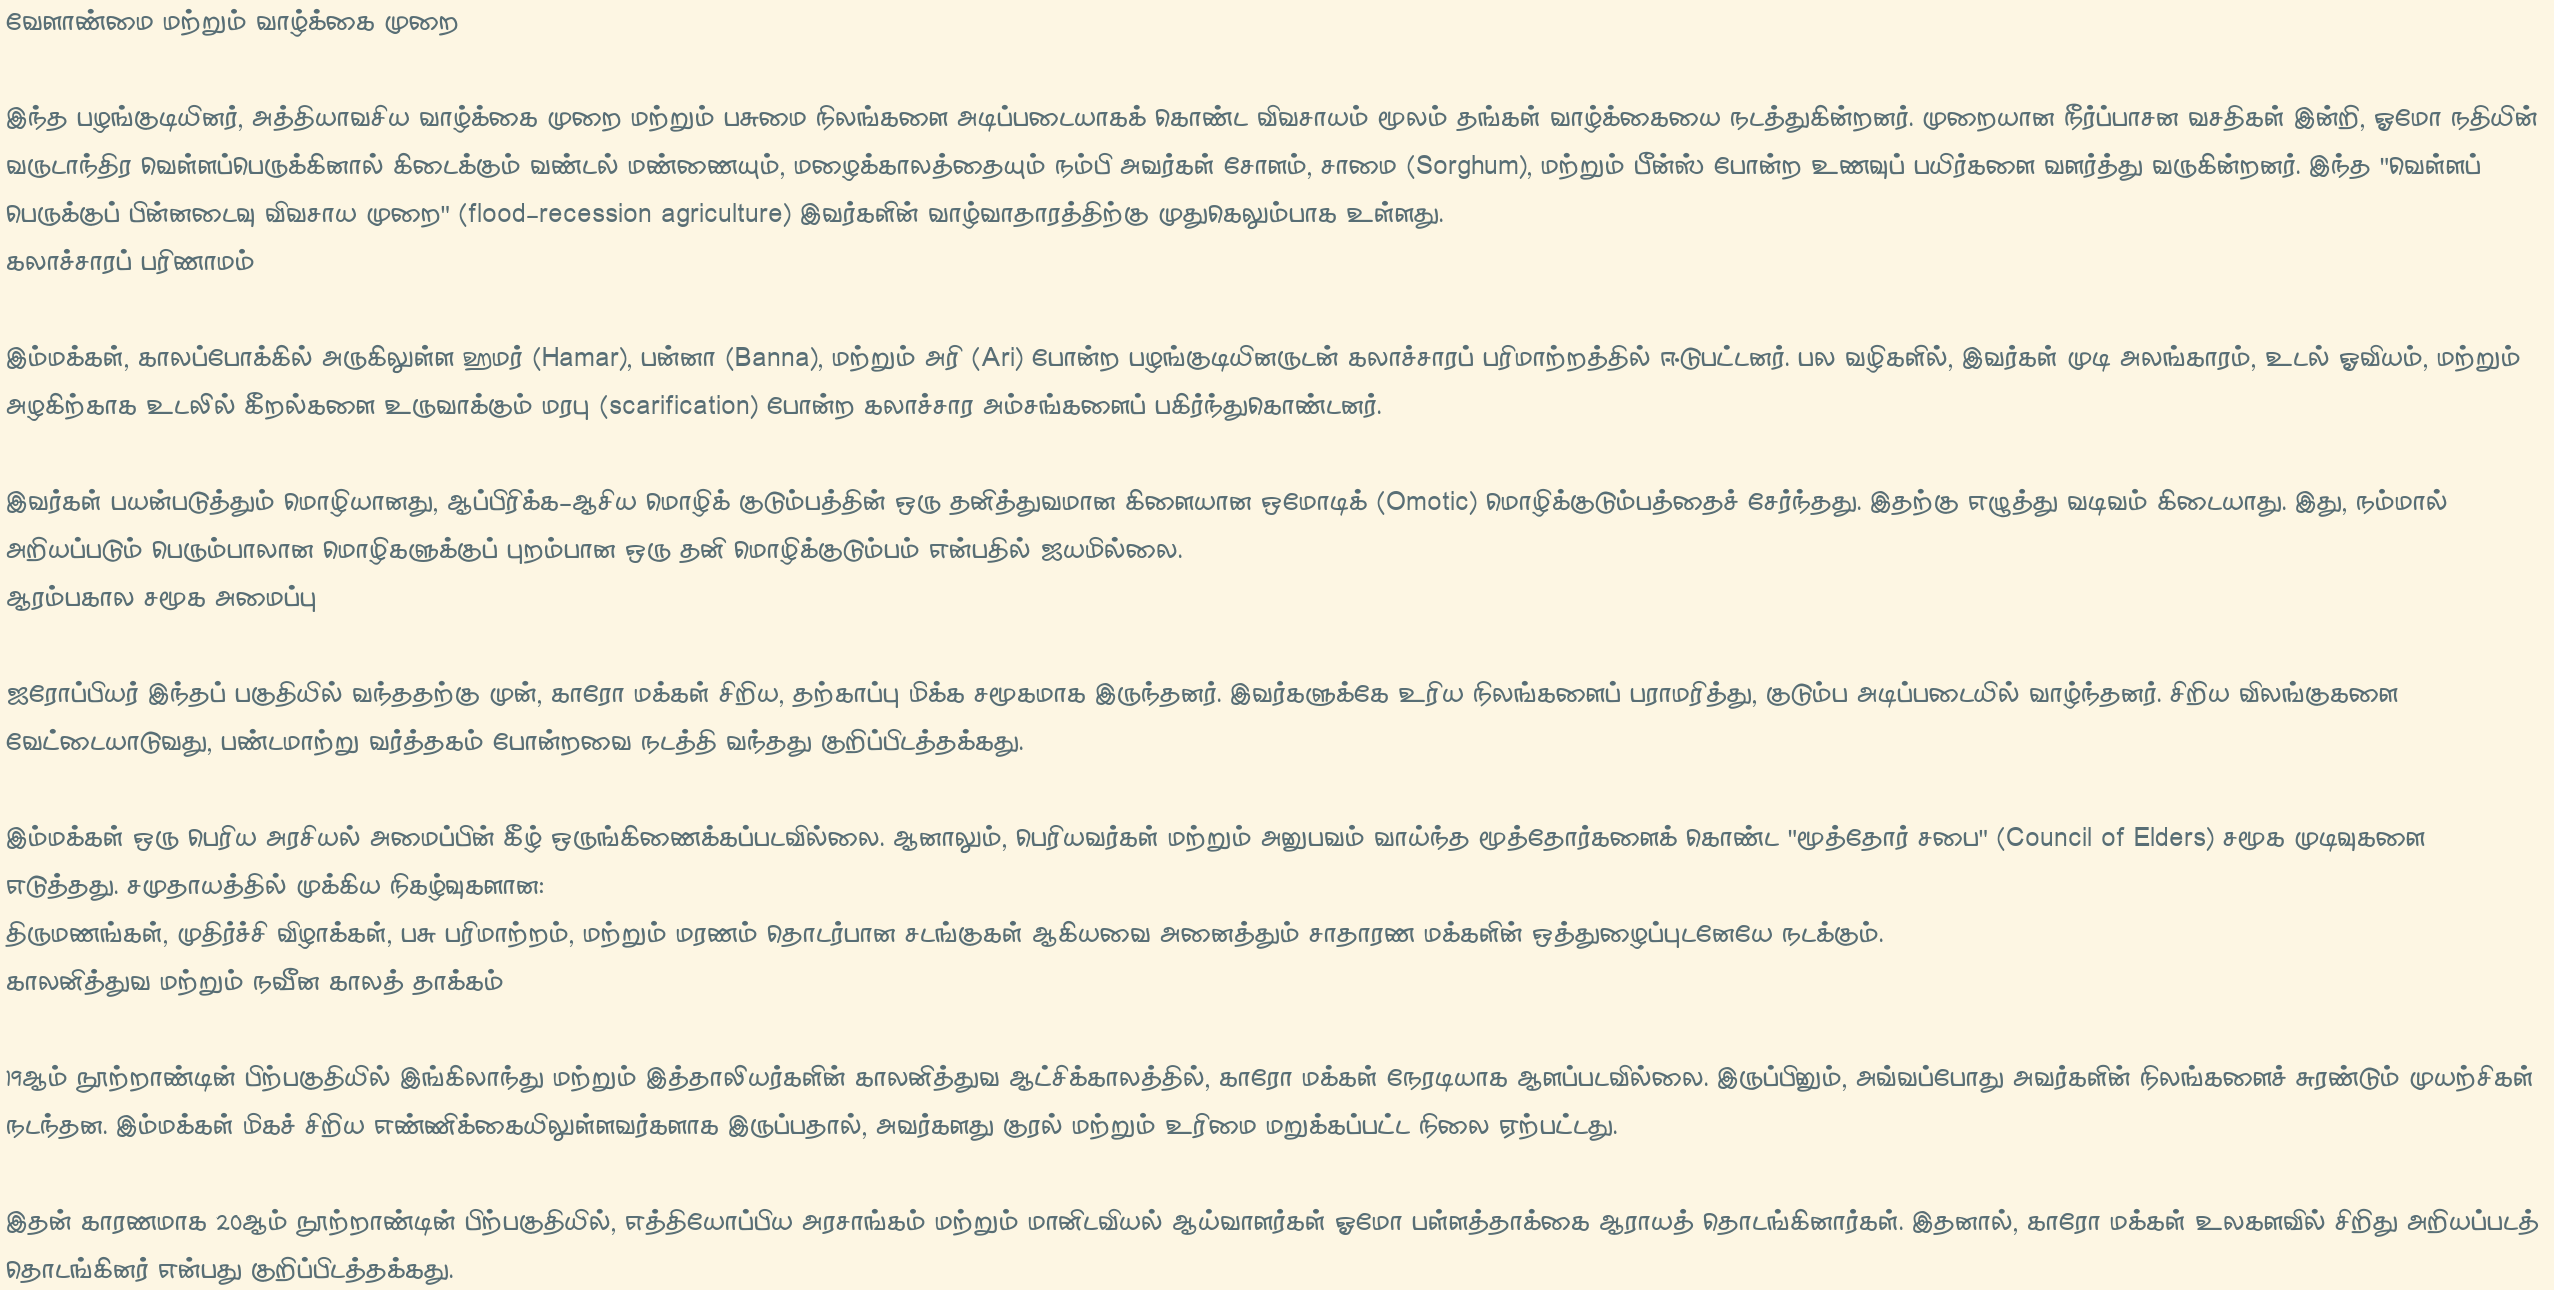 வேளாண்மை மற்றும் வாழ்க்கை முறை
இந்த பழங்குடியினர், அத்தியாவசிய வாழ்க்கை முறை மற்றும் பசுமை நிலங்களை அடிப்படையாகக் கொண்ட விவசாயம் மூலம் தங்கள் வாழ்க்கையை நடத்துகின்றனர். முறையான நீர்ப்பாசன வசதிகள் இன்றி, ஓமோ நதியின்
வருடாந்திர வெள்ளப்பெருக்கினால் கிடைக்கும் வண்டல் மண்ணையும், மழைக்காலத்தையும் நம்பி அவர்கள் சோளம், சாமை (Sorghum), மற்றும் பீன்ஸ் போன்ற உணவுப் பயிர்களை வளர்த்து வருகின்றனர். இந்த "வெள்ளப்
பெருக்குப் பின்னடைவு விவசாய முறை" (flood-recession agriculture) இவர்களின் வாழ்வாதாரத்திற்கு முதுகெலும்பாக உள்ளது.
கலாச்சாரப் பரிணாமம்
இம்மக்கள், காலப்போக்கில் அருகிலுள்ள ஹமர் (Hamar), பன்னா (Banna), மற்றும் அரி (Ari) போன்ற பழங்குடியினருடன் கலாச்சாரப் பரிமாற்றத்தில் ஈடுபட்டனர். பல வழிகளில், இவர்கள் முடி அலங்காரம், உடல் ஓவியம், மற்றும்
அழகிற்காக உடலில் கீறல்களை உருவாக்கும் மரபு (scarification) போன்ற கலாச்சார அம்சங்களைப் பகிர்ந்துகொண்டனர்.
இவர்கள் பயன்படுத்தும் மொழியானது, ஆப்பிரிக்க-ஆசிய மொழிக் குடும்பத்தின் ஒரு தனித்துவமான கிளையான ஒமோடிக் (Omotic) மொழிக்குடும்பத்தைச் சேர்ந்தது. இதற்கு எழுத்து வடிவம் கிடையாது. இது, நம்மால்
அறியப்படும் பெரும்பாலான மொழிகளுக்குப் புறம்பான ஒரு தனி மொழிக்குடும்பம் என்பதில் ஐயமில்லை.
ஆரம்பகால சமூக அமைப்பு
ஐரோப்பியர் இந்தப் பகுதியில் வந்ததற்கு முன், காரோ மக்கள் சிறிய, தற்காப்பு மிக்க சமூகமாக இருந்தனர். இவர்களுக்கே உரிய நிலங்களைப் பராமரித்து, குடும்ப அடிப்படையில் வாழ்ந்தனர். சிறிய விலங்குகளை
வேட்டையாடுவது, பண்டமாற்று வர்த்தகம் போன்றவை நடத்தி வந்தது குறிப்பிடத்தக்கது.
இம்மக்கள் ஒரு பெரிய அரசியல் அமைப்பின் கீழ் ஒருங்கிணைக்கப்படவில்லை. ஆனாலும், பெரியவர்கள் மற்றும் அனுபவம் வாய்ந்த மூத்தோர்களைக் கொண்ட "மூத்தோர் சபை" (Council of Elders) சமூக முடிவுகளை
எடுத்தது. சமுதாயத்தில் முக்கிய நிகழ்வுகளான:
திருமணங்கள், முதிர்ச்சி விழாக்கள், பசு பரிமாற்றம், மற்றும் மரணம் தொடர்பான சடங்குகள் ஆகியவை அனைத்தும் சாதாரண மக்களின் ஒத்துழைப்புடனேயே நடக்கும்.
காலனித்துவ மற்றும் நவீன காலத் தாக்கம்
19ஆம் நூற்றாண்டின் பிற்பகுதியில் இங்கிலாந்து மற்றும் இத்தாலியர்களின் காலனித்துவ ஆட்சிக்காலத்தில், காரோ மக்கள் நேரடியாக ஆளப்படவில்லை. இருப்பினும், அவ்வப்போது அவர்களின் நிலங்களைச் சுரண்டும் முயற்சிகள்
நடந்தன. இம்மக்கள் மிகச் சிறிய எண்ணிக்கையிலுள்ளவர்களாக இருப்பதால், அவர்களது குரல் மற்றும் உரிமை மறுக்கப்பட்ட நிலை ஏற்பட்டது.
இதன் காரணமாக 20ஆம் நூற்றாண்டின் பிற்பகுதியில், எத்தியோப்பிய அரசாங்கம் மற்றும் மானிடவியல் ஆய்வாளர்கள் ஓமோ பள்ளத்தாக்கை ஆராயத் தொடங்கினார்கள். இதனால், காரோ மக்கள் உலகளவில் சிறிது அறியப்படத்
தொடங்கினர் என்பது குறிப்பிடத்தக்கது.